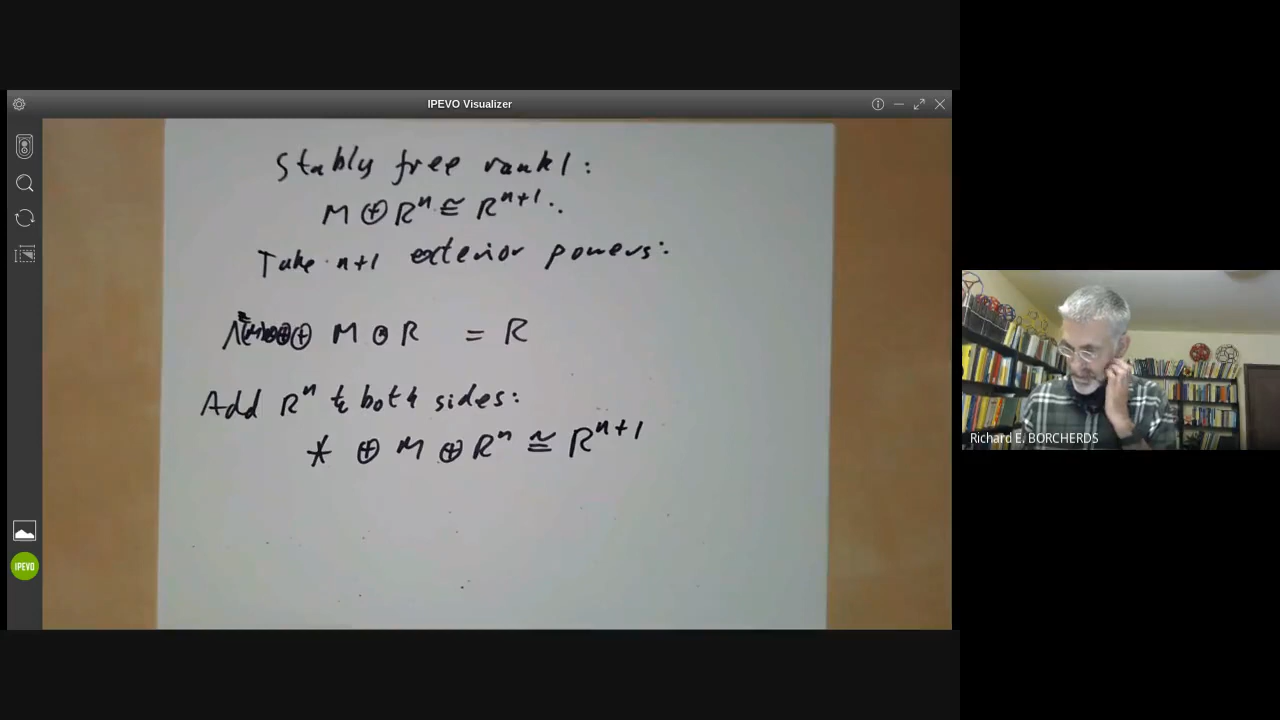 IPEVO Visualizer
Stably free rank 1:
M ⊕ Rⁿ ≅ Rⁿ⁺¹.
Take n+1 exterior powers:
⊕ M ⊗ R = R
Add Rⁿ to both sides:
* ⊕ M ⊕ Rⁿ ≅ Rⁿ⁺¹
IPEVO
Richard E. BORCHERDS